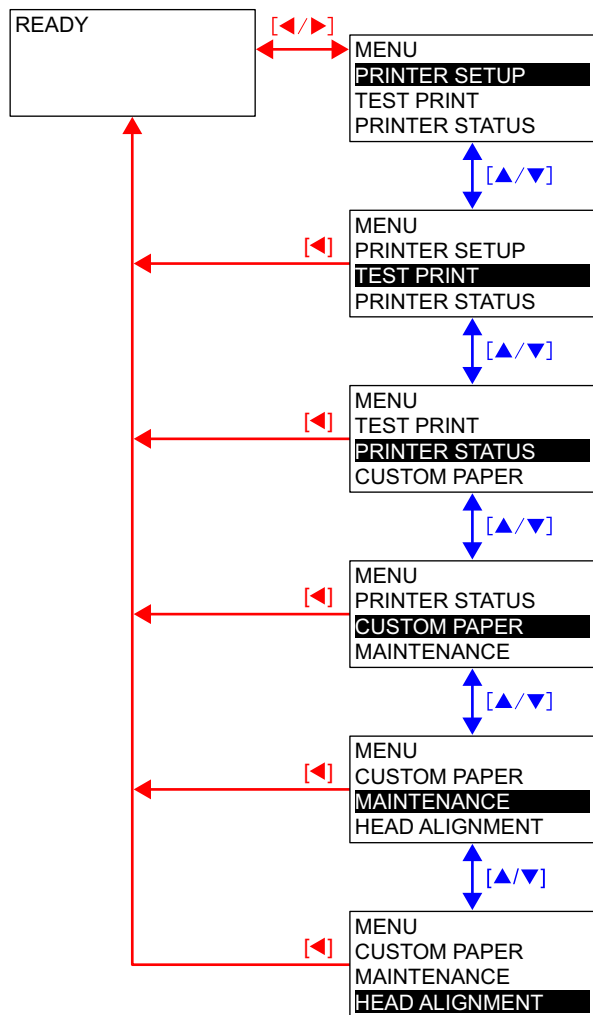 READY
[◀/▶]
MENU
PRINTER SETUP
TEST PRINT
PRINTER STATUS
[▲/▼]
[◀]
MENU
PRINTER SETUP
TEST PRINT
PRINTER STATUS
[▲/▼]
[◀]
MENU
TEST PRINT
PRINTER STATUS
CUSTOM PAPER
[▲/▼]
[◀]
MENU
PRINTER STATUS
CUSTOM PAPER
MAINTENANCE
[▲/▼]
[◀]
MENU
CUSTOM PAPER
MAINTENANCE
HEAD ALIGNMENT
[▲/▼]
[◀]
MENU
CUSTOM PAPER
MAINTENANCE
HEAD ALIGNMENT